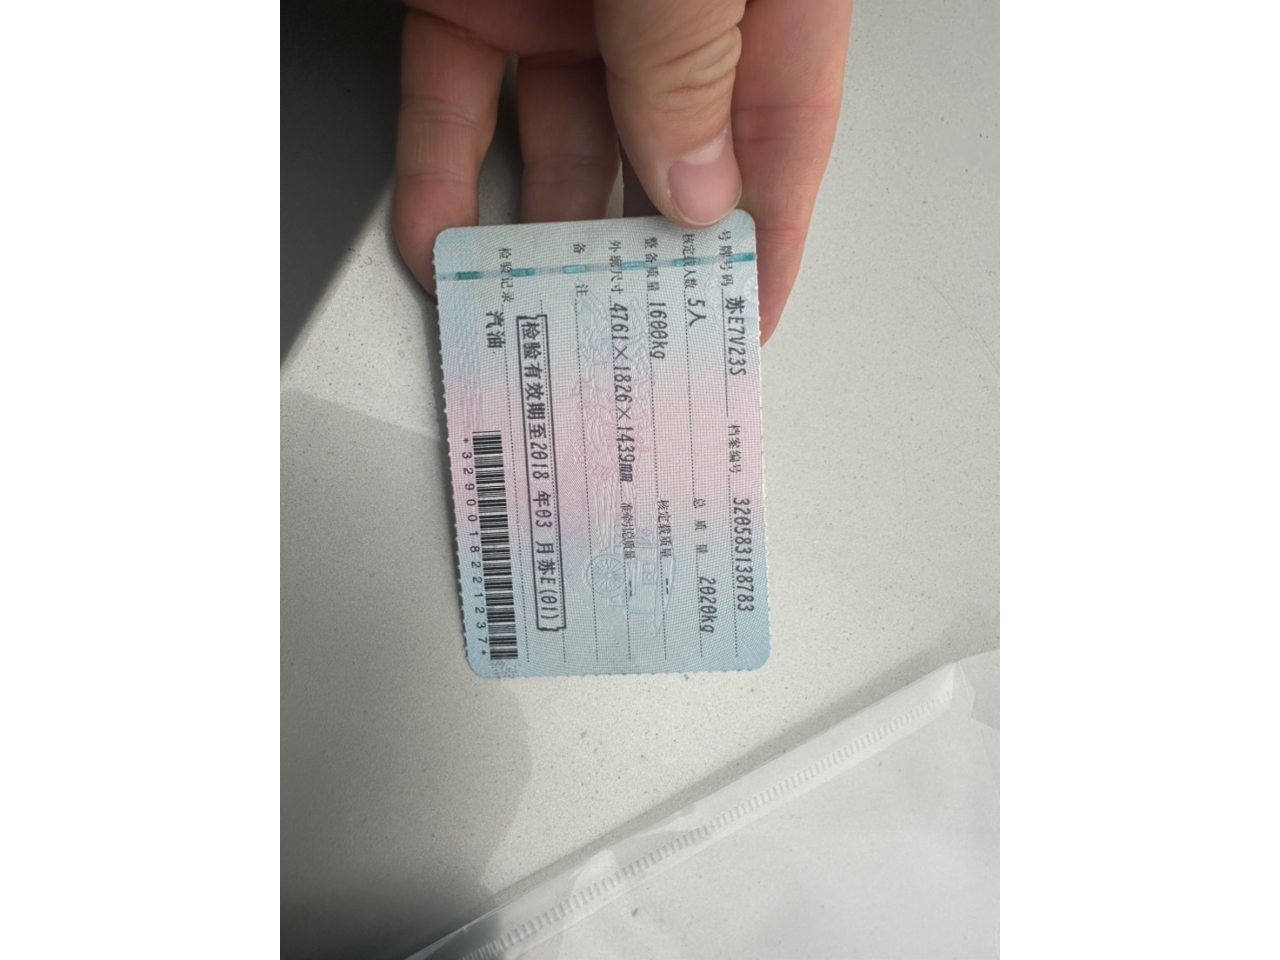 号牌号码 苏E7V23S 档案编号 320583138783
核定载人数 5人 总质量 2020kg
整备质量 1600kg 核定载质量 --
外廓尺寸 4761×1826×1439mm 准牵引总质量 --
备注
检验有效期至2018年03月苏E(01)
检验记录 汽油
*3290018221237*